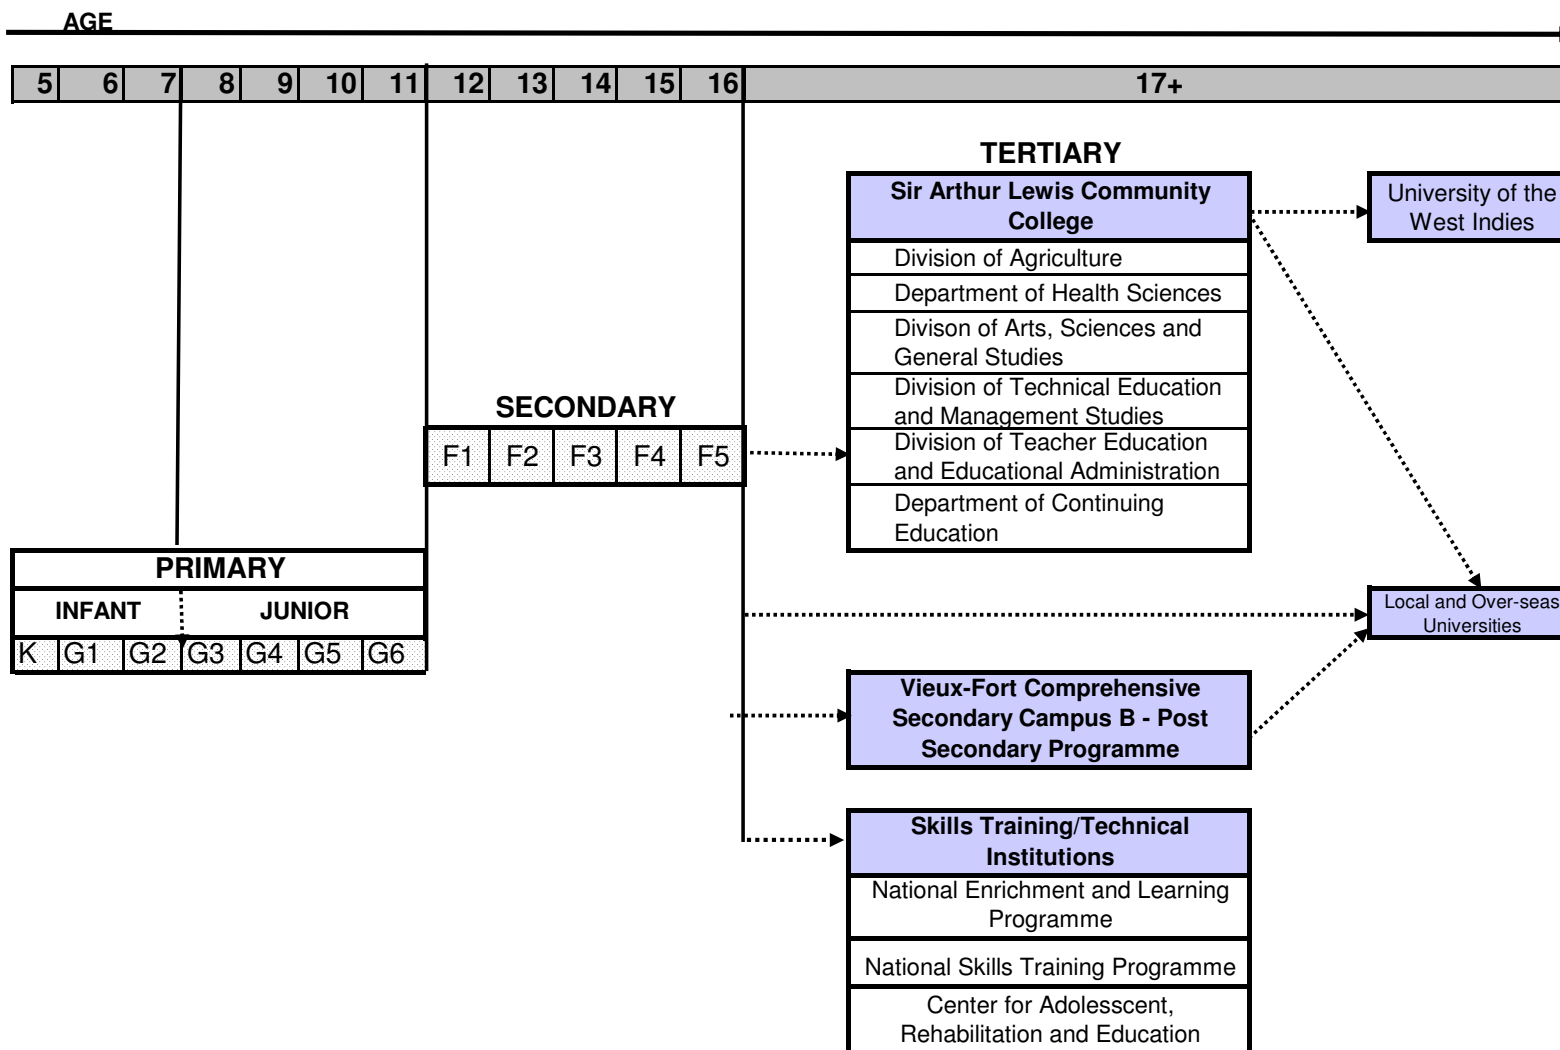 AGE
5 6 7 8 9 10 11 12 13 14 15 16 17+
TERTIARY
Sir Arthur Lewis Community
College
Division of Agriculture
Department of Health Sciences
Divison of Arts, Sciences and
General Studies
Division of Technical Education
and Management Studies
Division of Teacher Education
and Educational Administration
Department of Continuing
Education
University of the
West Indies
SECONDARY
F1 F2 F3 F4 F5
PRIMARY
INFANT JUNIOR
K G1 G2 G3 G4 G5 G6
Local and Over-seas
Universities
Vieux-Fort Comprehensive
Secondary Campus B - Post
Secondary Programme
Skills Training/Technical
Institutions
National Enrichment and Learning
Programme
National Skills Training Programme
Center for Adolesscent,
Rehabilitation and Education